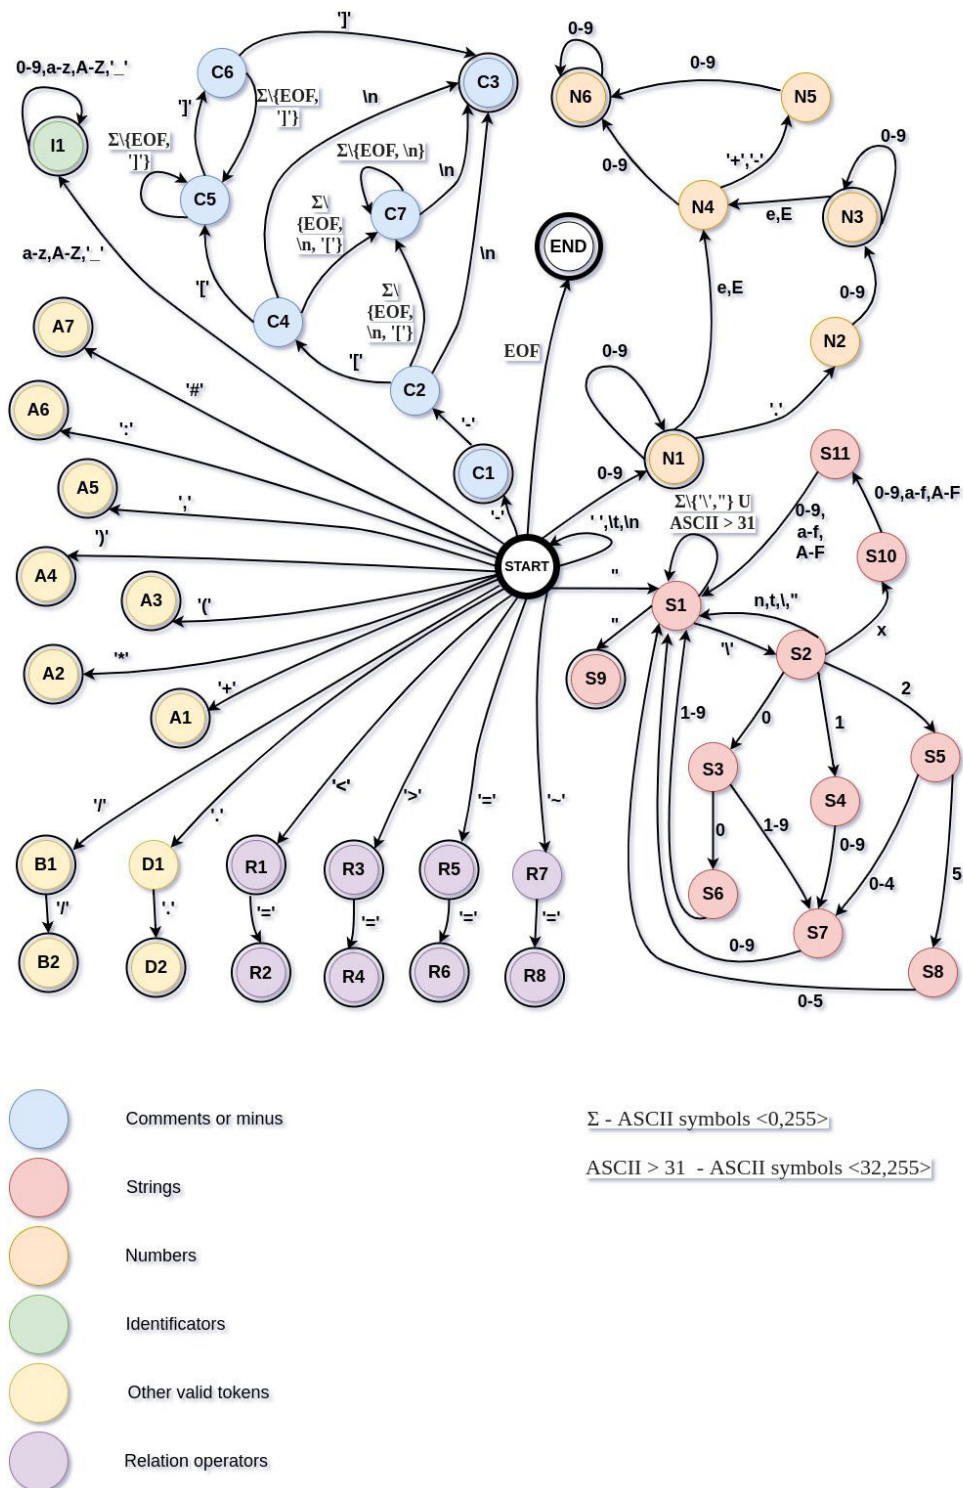 ']'
C6
C3
0-9,a-z,A-Z,'_'
Σ\{EOF,
']'}
\n
']'
I1
Σ\{EOF,
']'}
Σ\{EOF, \n}
\n
C5
C7
Σ\
{EOF,
\n, '['}
a-z,A-Z,'_'
'['
\n
C4
Σ\
{EOF,
\n, '['}
'['
C2
'-'
C1
'-'
0-9
N6
0-9
N5
0-9
0-9
'+','-'
N4
e,E
N3
e,E
0-9
N2
0-9
'.'
N1
0-9
END
EOF
A7
'#'
A6
':'
A5
','
A4
')'
A3
'('
A2
'*'
A1
'+'
START
' ',\t,\n
"
Σ\{'\',"} U
ASCII > 31
S11
0-9,
a-f,
A-F
0-9,a-f,A-F
S10
S1
n,t,\,"
x
"
'\'
S2
S9
2
1-9
0
1
S3
S5
S4
1-9
0
0-9
0-4
5
S6
S7
0-9
S8
0-5
'/'
'.'
'<'
'>'
'='
'~'
B1
D1
R1
R3
R5
R7
'/'
'.'
'='
'='
'='
'='
B2
D2
R2
R4
R6
R8
Comments or minus
Σ - ASCII symbols <0,255>
ASCII > 31 - ASCII symbols <32,255>
Strings
Numbers
Identificators
Other valid tokens
Relation operators